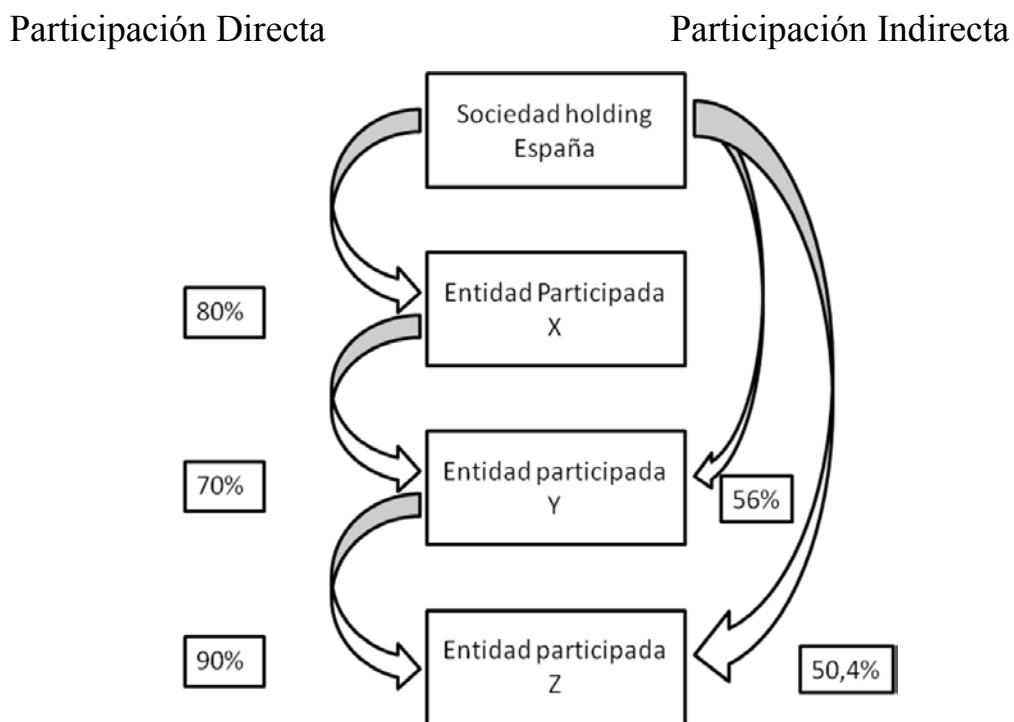 Participación Directa
Participación Indirecta
Sociedad holding
España
Entidad Participada
X
80%
Entidad participada
Y
70%
56%
Entidad participada
Z
90%
50,4%